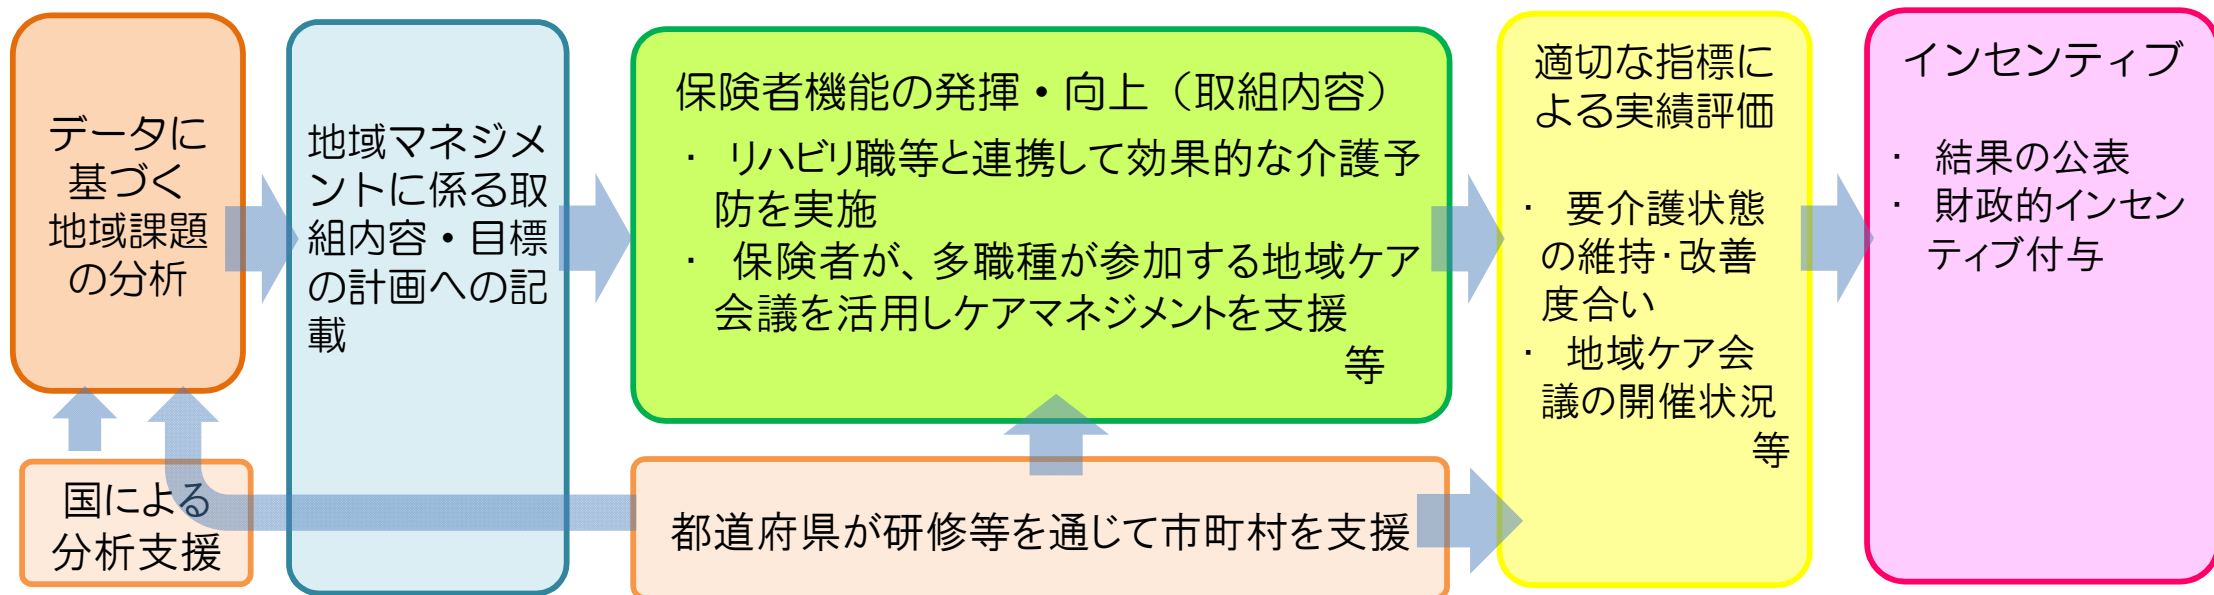 データに
基づく
地域課題
の分析
地域マネジメ
ントに係る取
組内容・目標
の計画への記
載
保険者機能の発揮・向上（取組内容）
・ リハビリ職等と連携して効果的な介護予
防を実施
・ 保険者が、多職種が参加する地域ケア
会議を活用しケアマネジメントを支援
等
適切な指標に
よる実績評価
・ 要介護状態
の維持・改善
度合い
・ 地域ケア会
議の開催状況
等
インセンティブ
・ 結果の公表
・ 財政的インセン
ティブ付与
国による
分析支援
都道府県が研修等を通じて市町村を支援